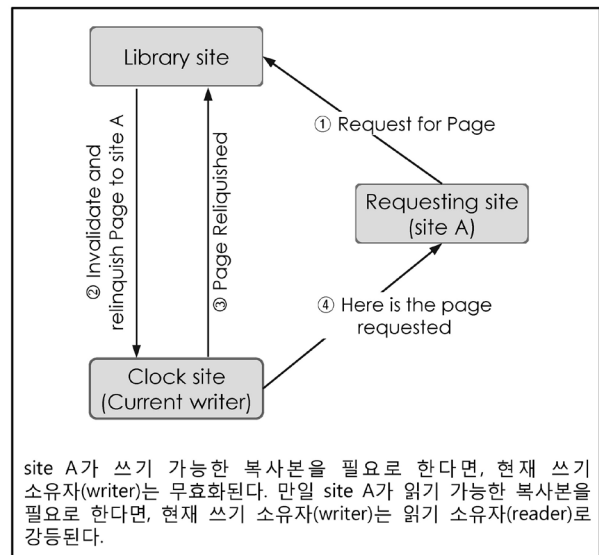 Library site
① Request for Page
② Invalidate and
relinquish Page to site A
③ Page Reliquished
Requesting site
(site A)
④ Here is the page
requested
Clock site
(Current writer)
site A가 쓰기 가능한 복사본을 필요로 한다면, 현재 쓰기
소유자(writer)는 무효화된다. 만일 site A가 읽기 가능한 복사본을
필요로 한다면, 현재 쓰기 소유자(writer)는 읽기 소유자(reader)로
강등된다.